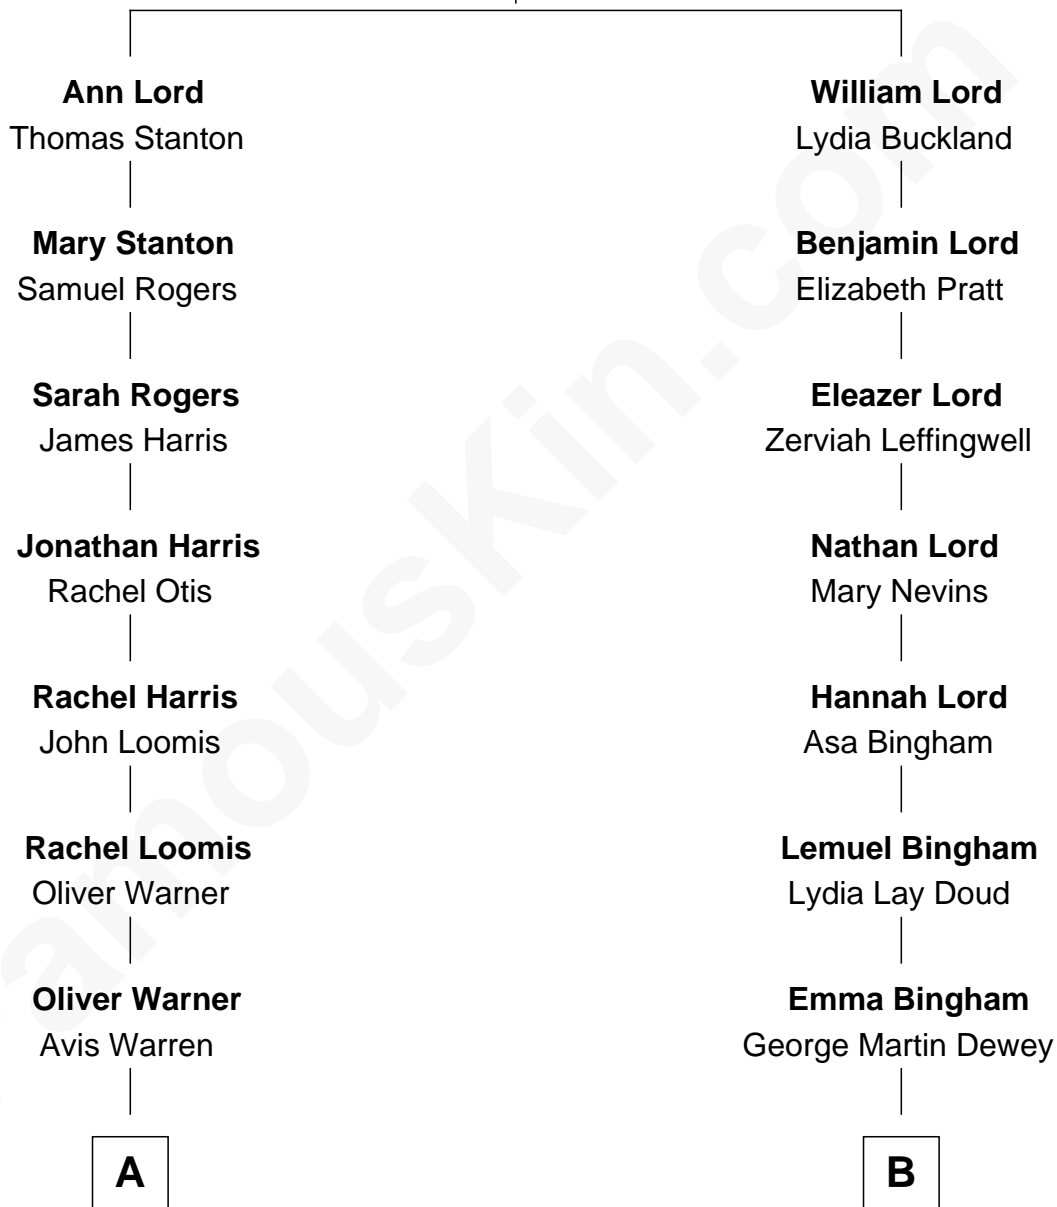 Ann Lord
Thomas Stanton
William Lord
Lydia Buckland
Mary Stanton
Samuel Rogers
Benjamin Lord
Elizabeth Pratt
Sarah Rogers
James Harris
Eleazer Lord
Zerviah Leffingwell
Jonathan Harris
Rachel Otis
Nathan Lord
Mary Nevins
Rachel Harris
John Loomis
Hannah Lord
Asa Bingham
Rachel Loomis
Oliver Warner
Lemuel Bingham
Lydia Lay Doud
Oliver Warner
Avis Warren
Emma Bingham
George Martin Dewey
A
B
amousKin.com